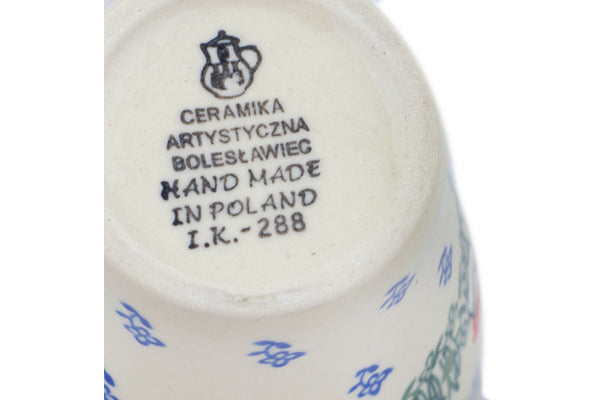 CERAMIKA
ARTYSTYCZNA
BOLESŁAWIEC
HAND MADE
IN POLAND
I.K.-288